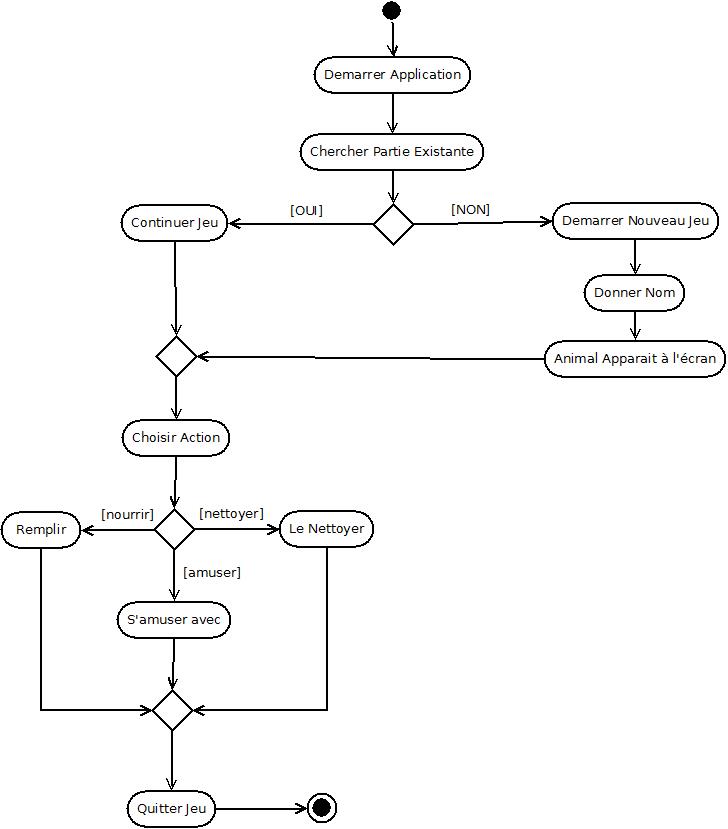 Demarrer Application
Chercher Partie Existante
[OUI]
[NON]
Continuer Jeu
Demarrer Nouveau Jeu
Donner Nom
Animal Apparait à l'écran
Choisir Action
[nourrir]
[nettoyer]
Remplir
Le Nettoyer
[amuser]
S'amuser avec
Quitter Jeu